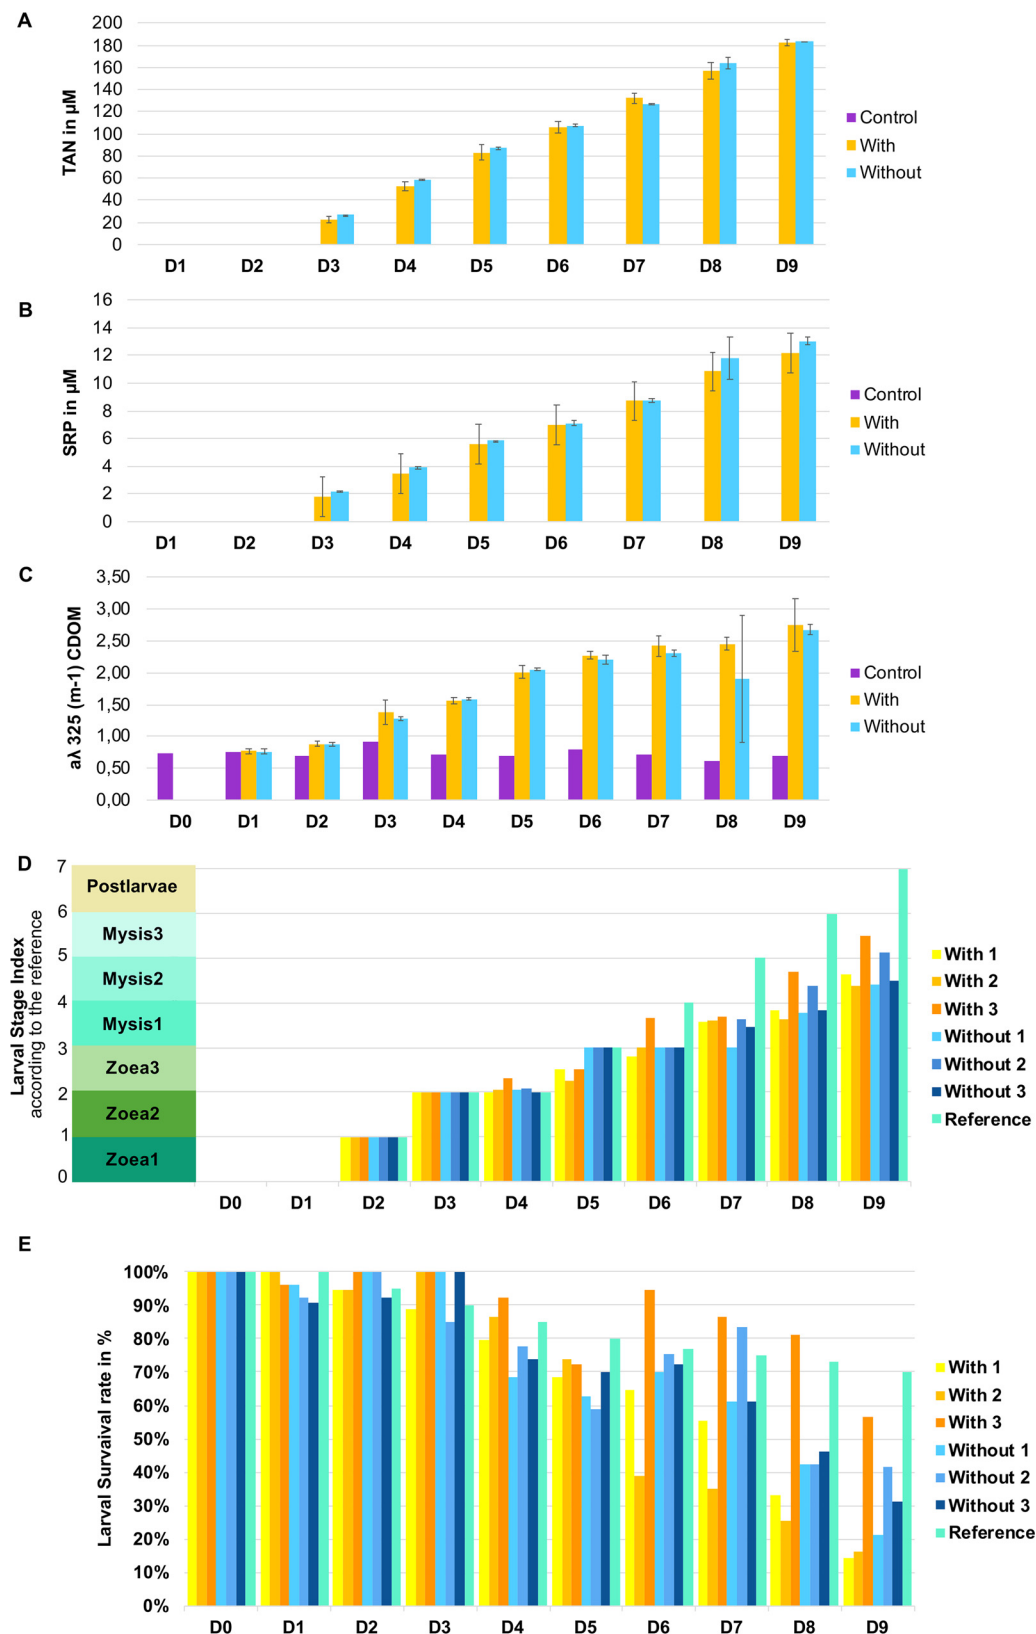 A
TAN in µM
200
180
160
140
120
100
80
60
40
20
0
D1 D2 D3 D4 D5 D6 D7 D8 D9
Control
With
Without
B
SRP in µM
16
14
12
10
8
6
4
2
0
D1 D2 D3 D4 D5 D6 D7 D8 D9
Control
With
Without
C
aλ 325 (m-1) CDOM
3,50
3,00
2,50
2,00
1,50
1,00
0,50
0,00
D0 D1 D2 D3 D4 D5 D6 D7 D8 D9
Control
With
Without
D
Larval Stage Index
according to the reference
7
6
5
4
3
2
1
0
Postlarvae
Mysis3
Mysis2
Mysis1
Zoea3
Zoea2
Zoea1
D0 D1 D2 D3 D4 D5 D6 D7 D8 D9
With 1
With 2
With 3
Without 1
Without 2
Without 3
Reference
E
Larval Survaival rate in %
100%
90%
80%
70%
60%
50%
40%
30%
20%
10%
0%
D0 D1 D2 D3 D4 D5 D6 D7 D8 D9
With 1
With 2
With 3
Without 1
Without 2
Without 3
Reference